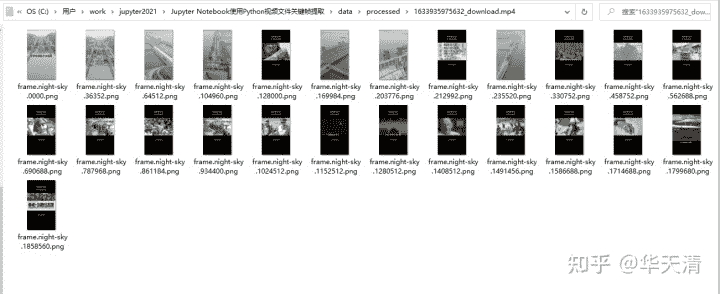 « OS (C:) › 用户 › work › jupyter2021 › Jupyter Notebook使用Python视频文件关键帧提取 › data › processed › 1633935975632_download.mp4
搜索"1633935975632_dow...
frame.night-sky.0000.png
frame.night-sky.36352.png
frame.night-sky.64512.png
frame.night-sky.104960.png
frame.night-sky.128000.png
frame.night-sky.169984.png
frame.night-sky.203776.png
frame.night-sky.212992.png
frame.night-sky.235520.png
frame.night-sky.330752.png
frame.night-sky.458752.png
frame.night-sky.562688.png
frame.night-sky.690688.png
frame.night-sky.787968.png
frame.night-sky.861184.png
frame.night-sky.934400.png
frame.night-sky.1024512.png
frame.night-sky.1152512.png
frame.night-sky.1280512.png
frame.night-sky.1408512.png
frame.night-sky.1491456.png
frame.night-sky.1586688.png
frame.night-sky.1714688.png
frame.night-sky.1799680.png
frame.night-sky.1858560.png
知乎 @华天清